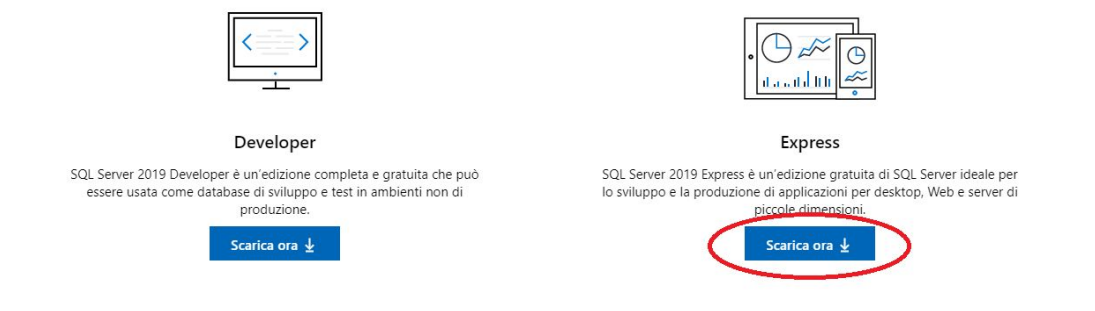 Developer
SQL Server 2019 Developer è un'edizione completa e gratuita che può
essere usata come database di sviluppo e test in ambienti non di
produzione.
Scarica ora
Express
SQL Server 2019 Express è un'edizione gratuita di SQL Server ideale per
lo sviluppo e la produzione di applicazioni per desktop, Web e server di
piccole dimensioni.
Scarica ora